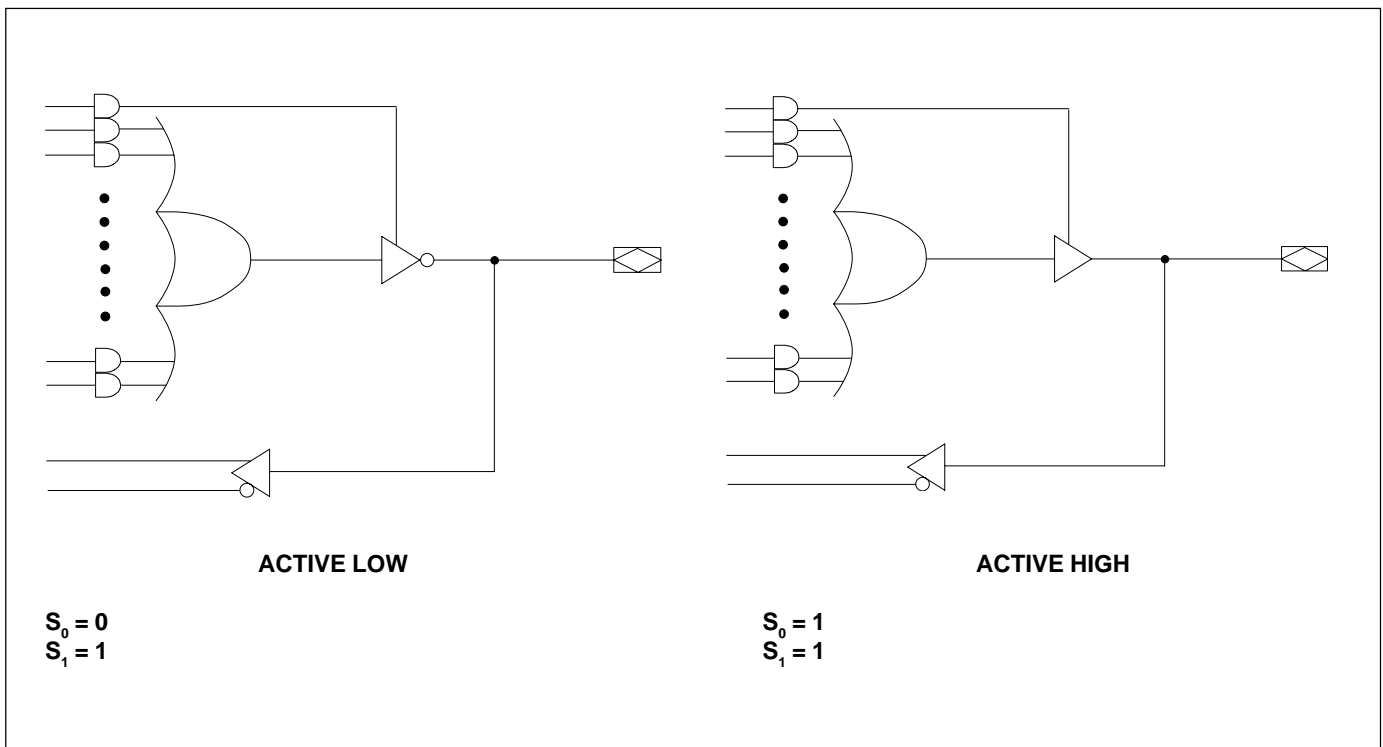 ACTIVE LOW
S₀ = 0
S₁ = 1
ACTIVE HIGH
S₀ = 1
S₁ = 1